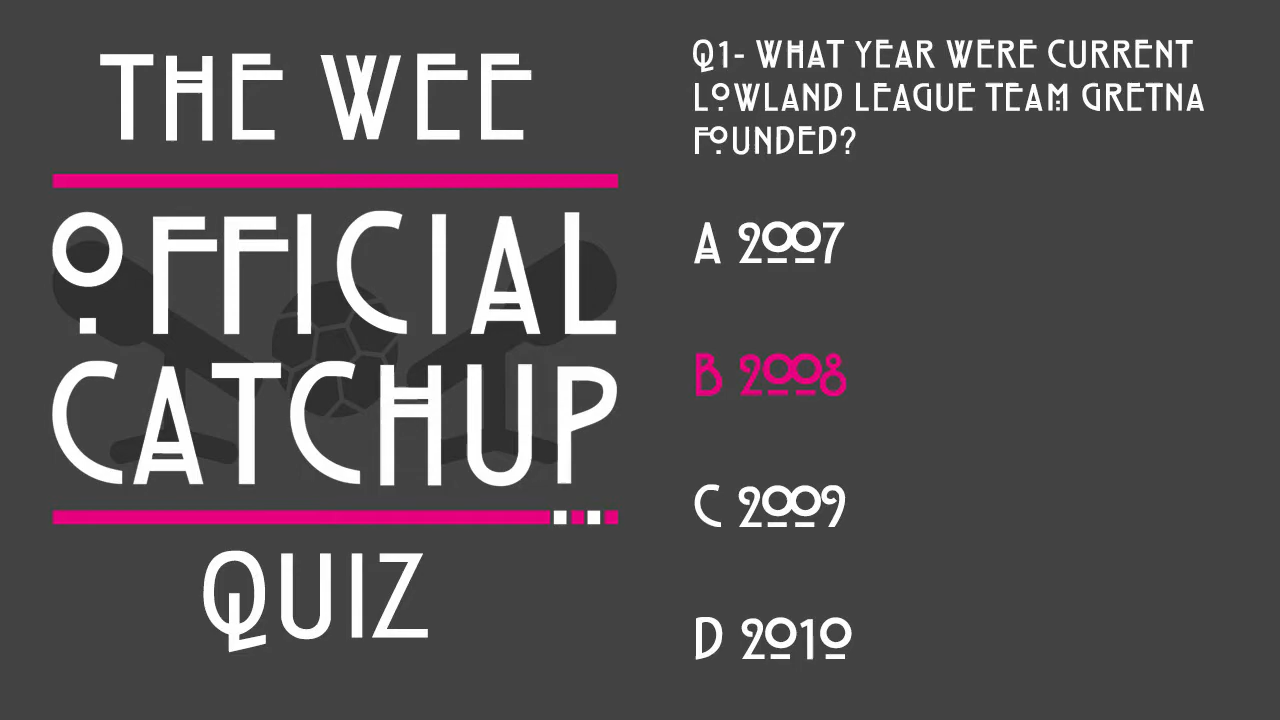 THE WEE
OFFICIAL
CATCHUP
QUIZ
Q1- WHAT YEAR WERE CURRENT
LOWLAND LEAGUE TEAM GRETNA
FOUNDED?
A 2007
B 2008
C 2009
D 2010